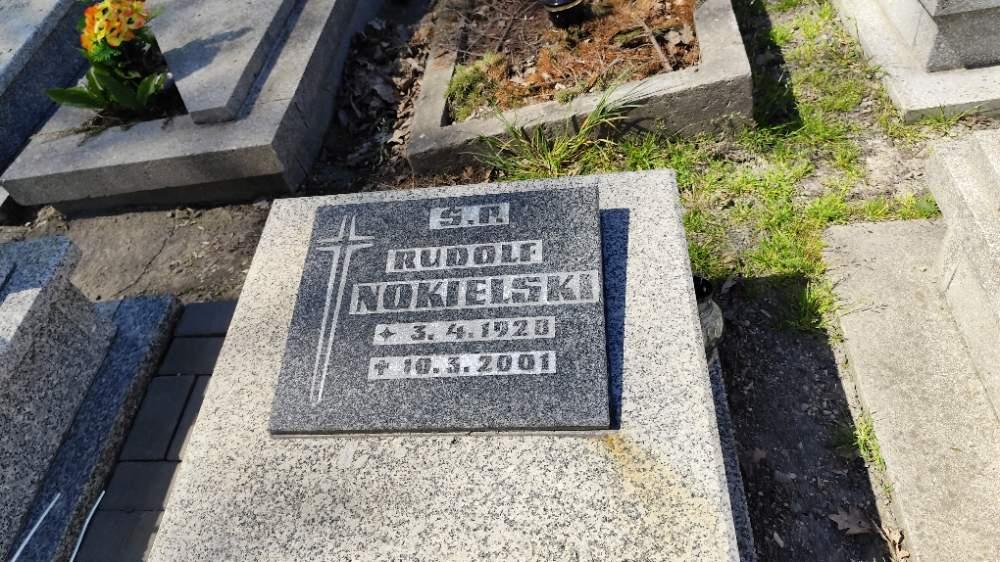 Ś.P.
RUDOLF
NOKIELSKI
✢ 3.4.1920
✝ 10.3.2001